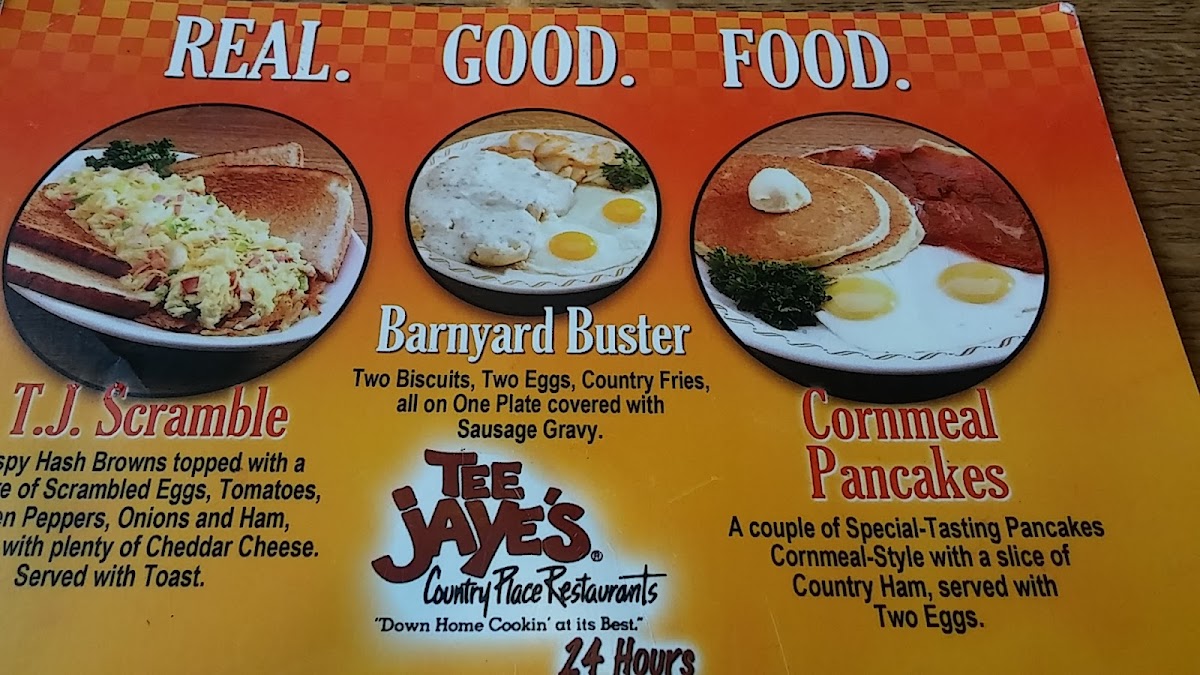 REAL. GOOD. FOOD.
T.J. Scramble
Hash Browns topped with a
of Scrambled Eggs, Tomatoes,
Peppers, Onions and Ham,
with plenty of Cheddar Cheese.
Served with Toast.
Barnyard Buster
Two Biscuits, Two Eggs, Country Fries,
all on One Plate covered with
Sausage Gravy.
TEE
JAYE'S®
Country Place Restaurants
"Down Home Cookin' at its Best."
24 Hours
Cornmeal
Pancakes
A couple of Special-Tasting Pancakes
Cornmeal-Style with a slice of
Country Ham, served with
Two Eggs.